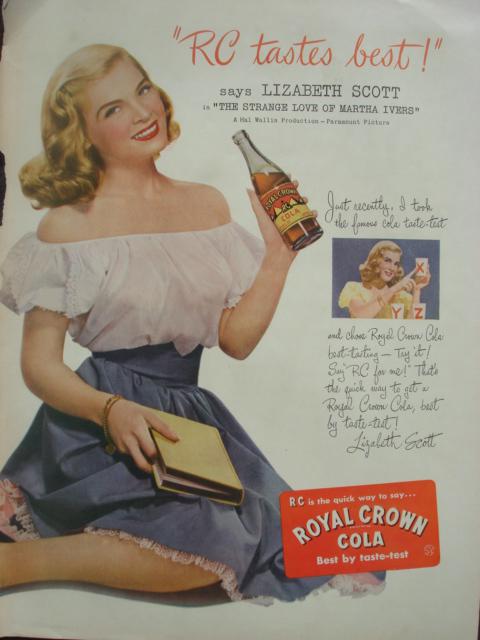 "RC tastes best!"
says LIZABETH SCOTT
in "THE STRANGE LOVE OF MARTHA IVERS"
A Hal Wallis Production — Paramount Picture
ROYAL CROWN
RC
COLA
Just recently, I took
the famous cola taste-test
X
Y Z
and chose Royal Crown Cola
best-tasting — Try it!
Say "RC for me!" That's
the quick way to get a
Royal Crown Cola, best
by taste-test!
Lizabeth Scott
RC is the quick way to say...
ROYAL CROWN
COLA
Best by taste-test